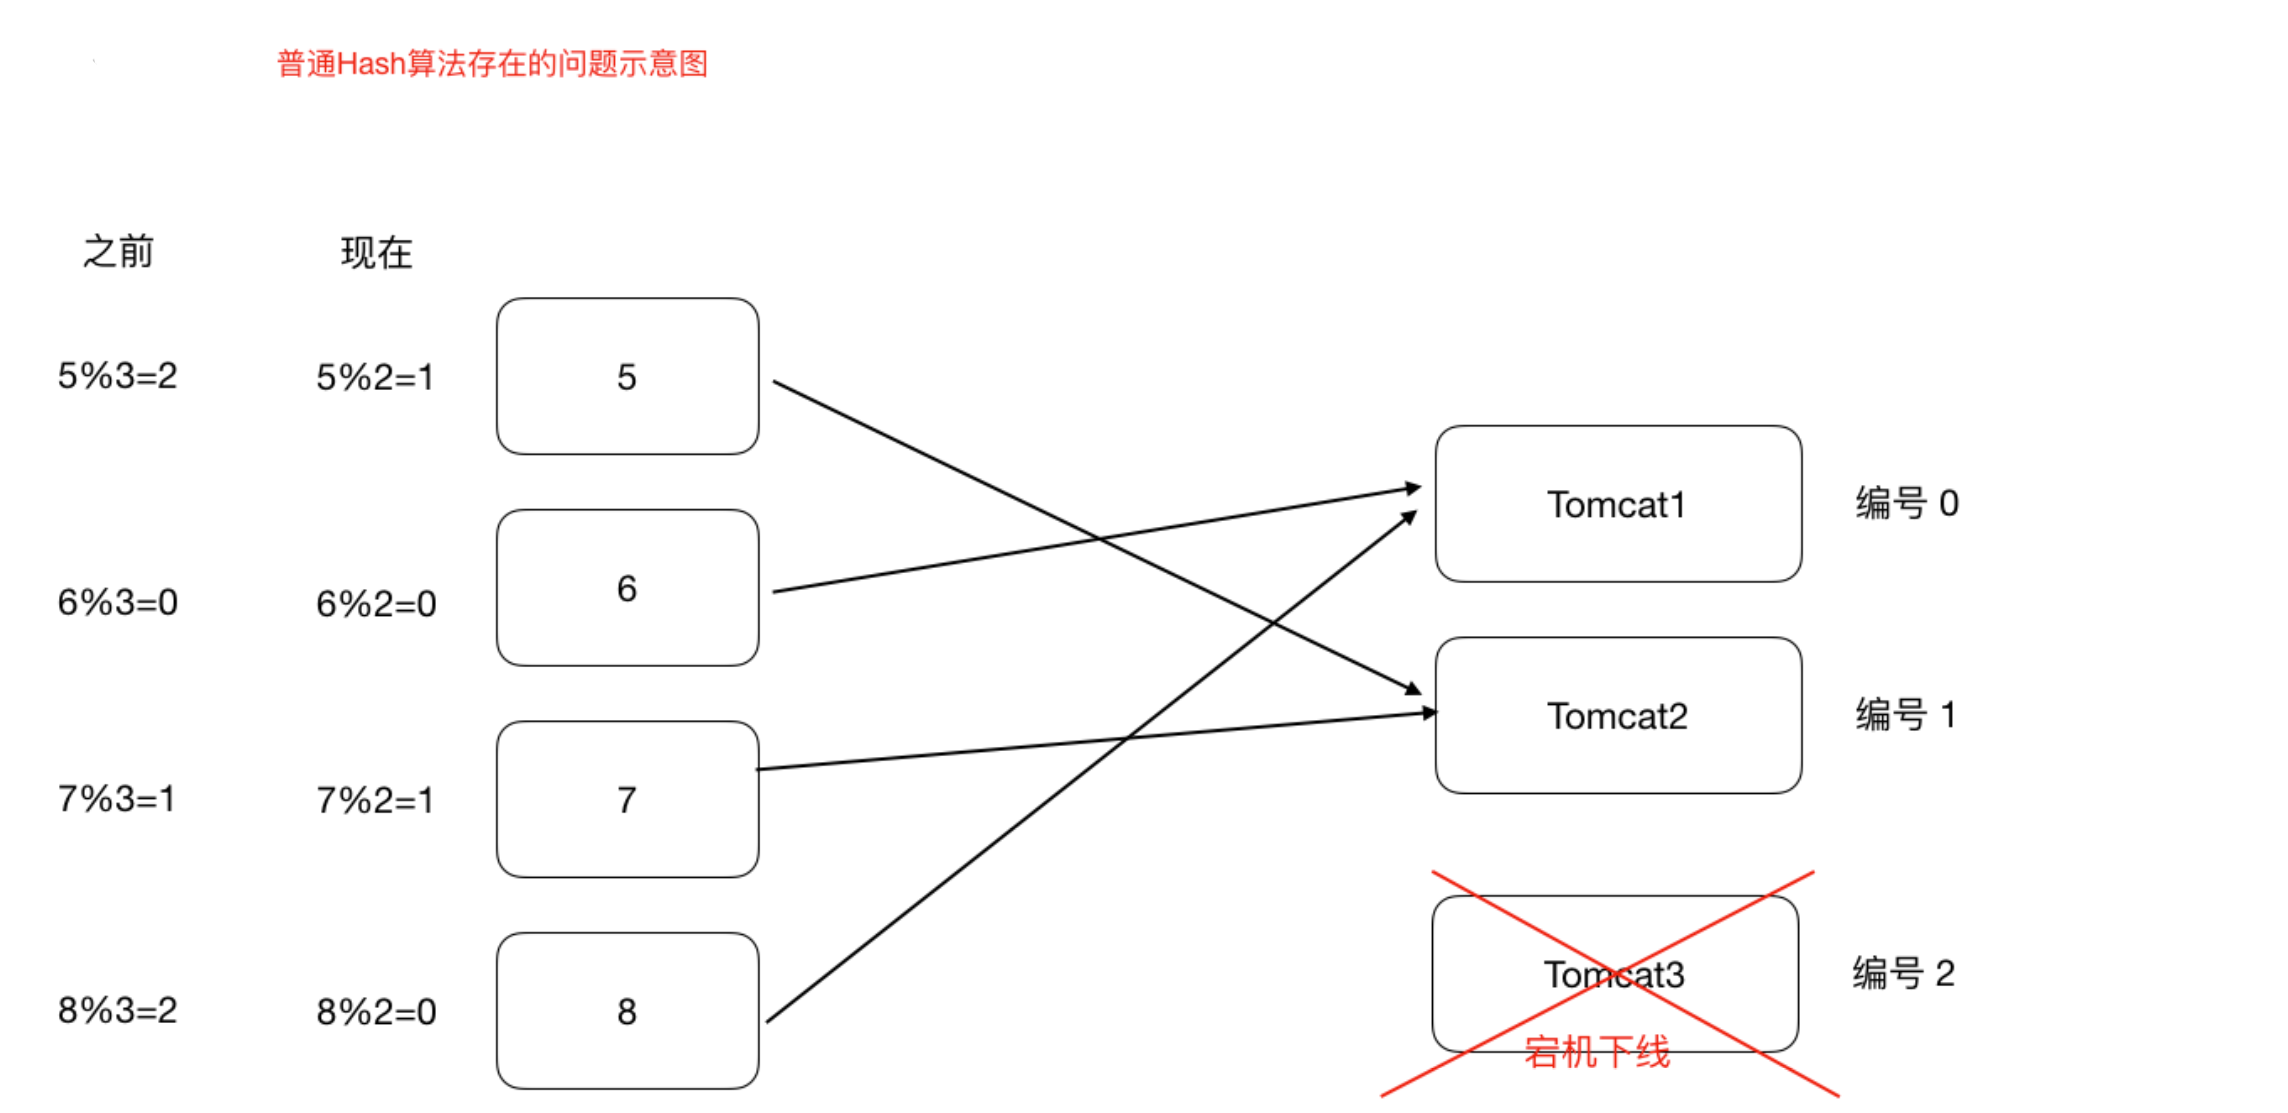 普通Hash算法存在的问题示意图
之前
现在
5%3=2
5%2=1
5
6%3=0
6%2=0
6
7%3=1
7%2=1
7
8%3=2
8%2=0
8
Tomcat1
编号 0
Tomcat2
编号 1
Tomcat3
编号 2
宕机下线